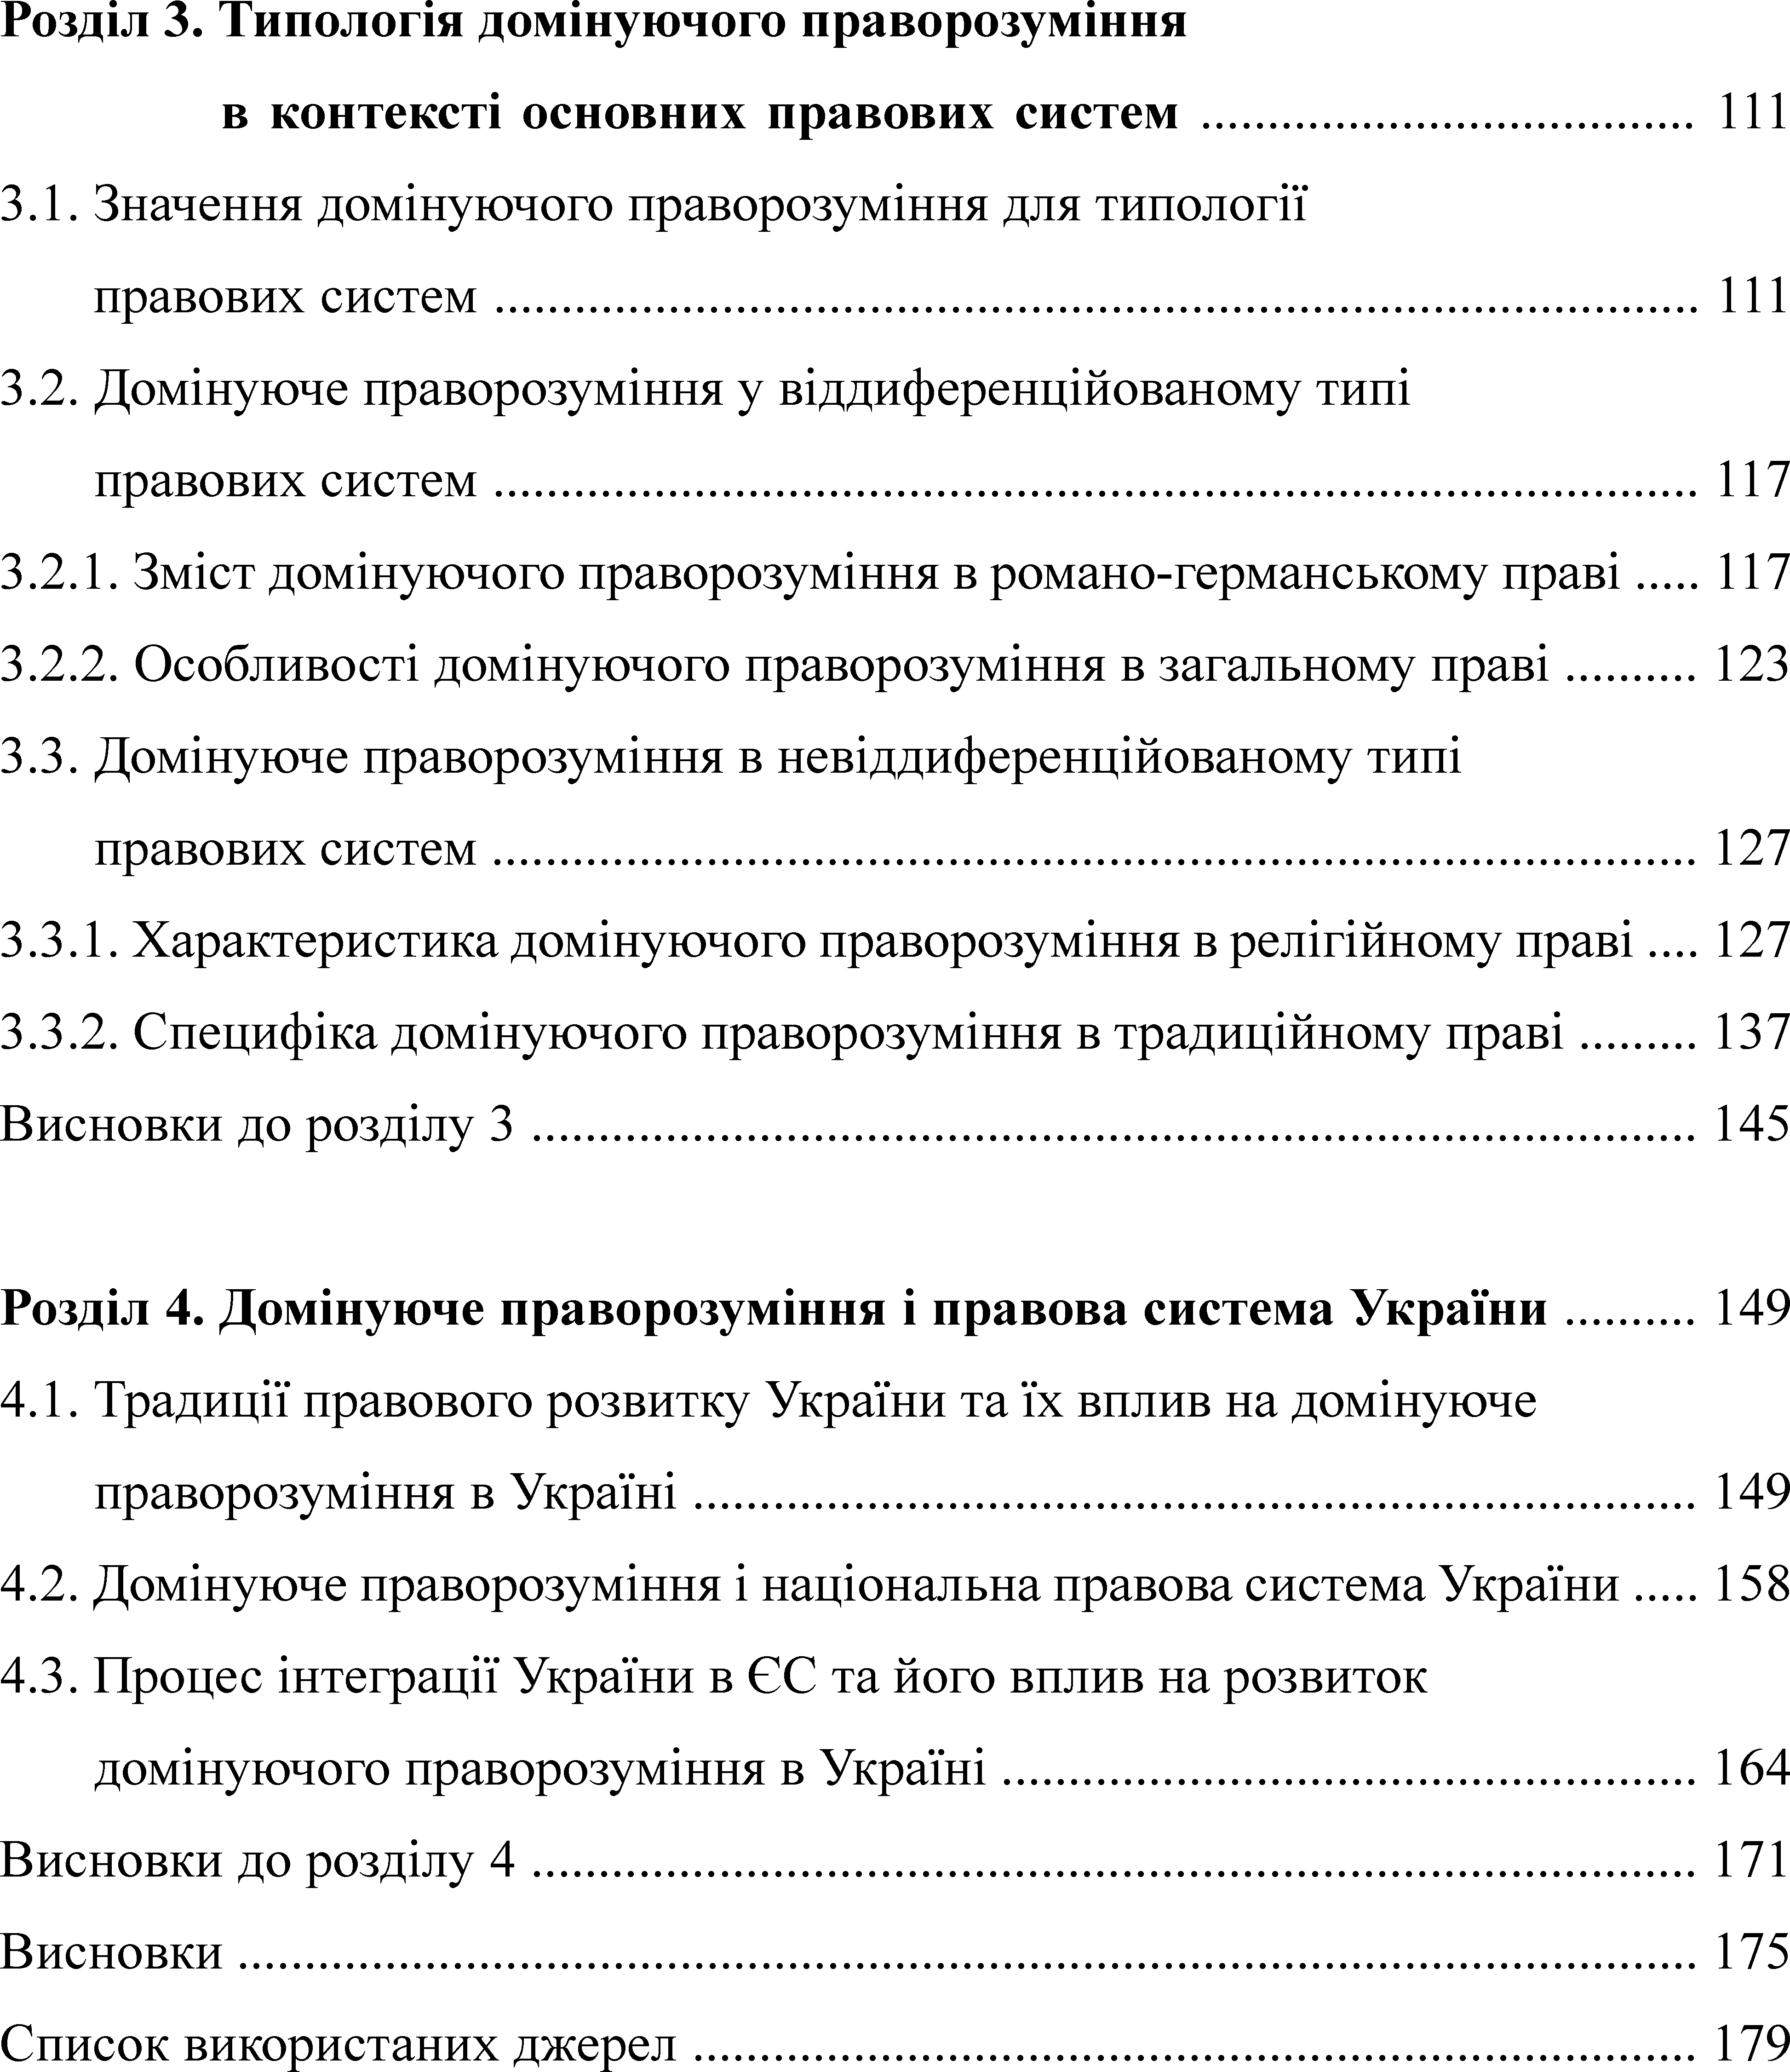 Розділ 3. Типологія домінуючого праворозуміння
в контексті основних правових систем ..................................... 111
3.1. Значення домінуючого праворозуміння для типології
правових систем .......................................................................................... 111
3.2. Домінуюче праворозуміння у віддиференційованому типі
правових систем .......................................................................................... 117
3.2.1. Зміст домінуючого праворозуміння в романо-германському праві ..... 117
3.2.2. Особливості домінуючого праворозуміння в загальному праві .......... 123
3.3. Домінуюче праворозуміння в невіддиференційованому типі
правових систем .......................................................................................... 127
3.3.1. Характеристика домінуючого праворозуміння в релігійному праві .... 127
3.3.2. Специфіка домінуючого праворозуміння в традиційному праві ......... 137
Висновки до розділу 3 ....................................................................................... 145
Розділ 4. Домінуюче праворозуміння і правова система України .......... 149
4.1. Традиції правового розвитку України та їх вплив на домінуюче
праворозуміння в Україні ........................................................................... 149
4.2. Домінуюче праворозуміння і національна правова система України ..... 158
4.3. Процес інтеграції України в ЄС та його вплив на розвиток
домінуючого праворозуміння в Україні .................................................... 164
Висновки до розділу 4 ....................................................................................... 171
Висновки ............................................................................................................. 175
Список використаних джерел ........................................................................... 179